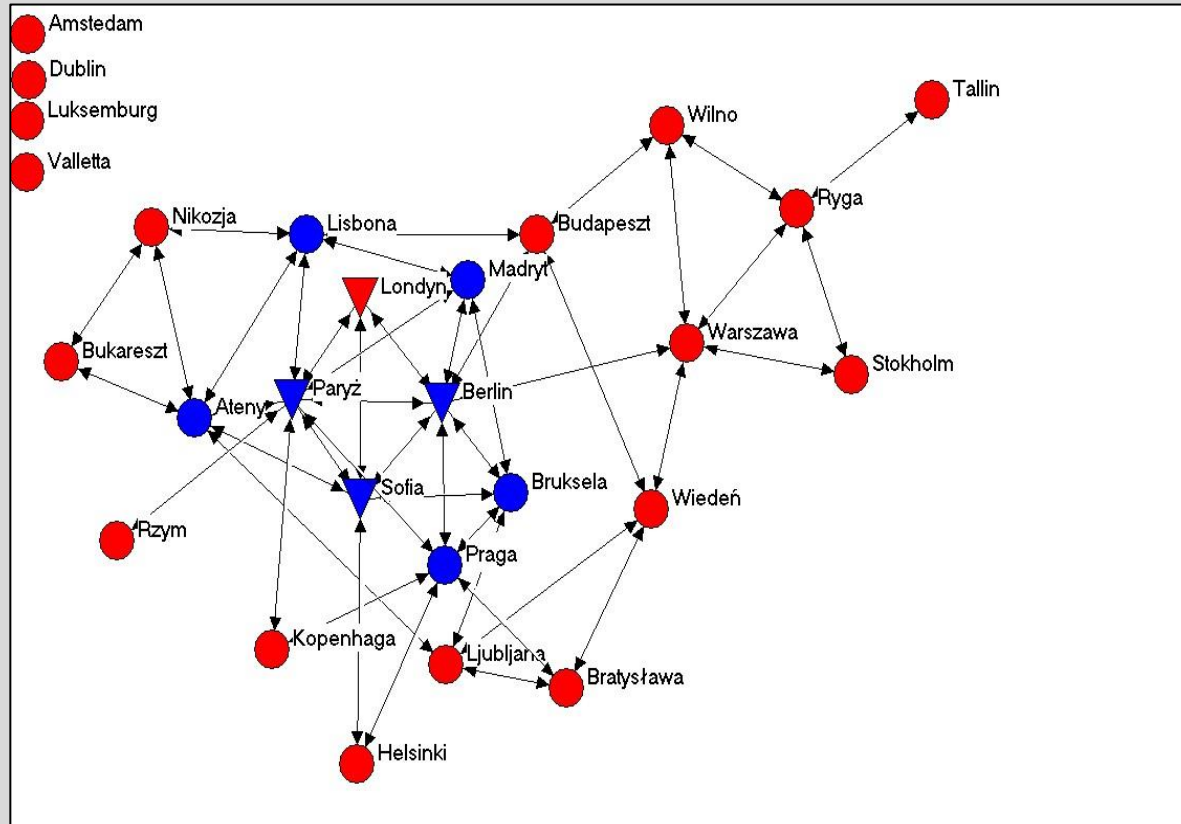 Amstedam
Dublin
Luksemburg
Valletta
Tallin
Wilno
Ryga
Nikozja
Lisbona
Budapeszt
Madryt
Londyn
Warszawa
Bukareszt
Stokholm
Paryż
Berlin
Ateny
Sofia
Bruksela
Wiedeń
Rzym
Praga
Kopenhaga
Ljubljana
Bratysława
Helsinki